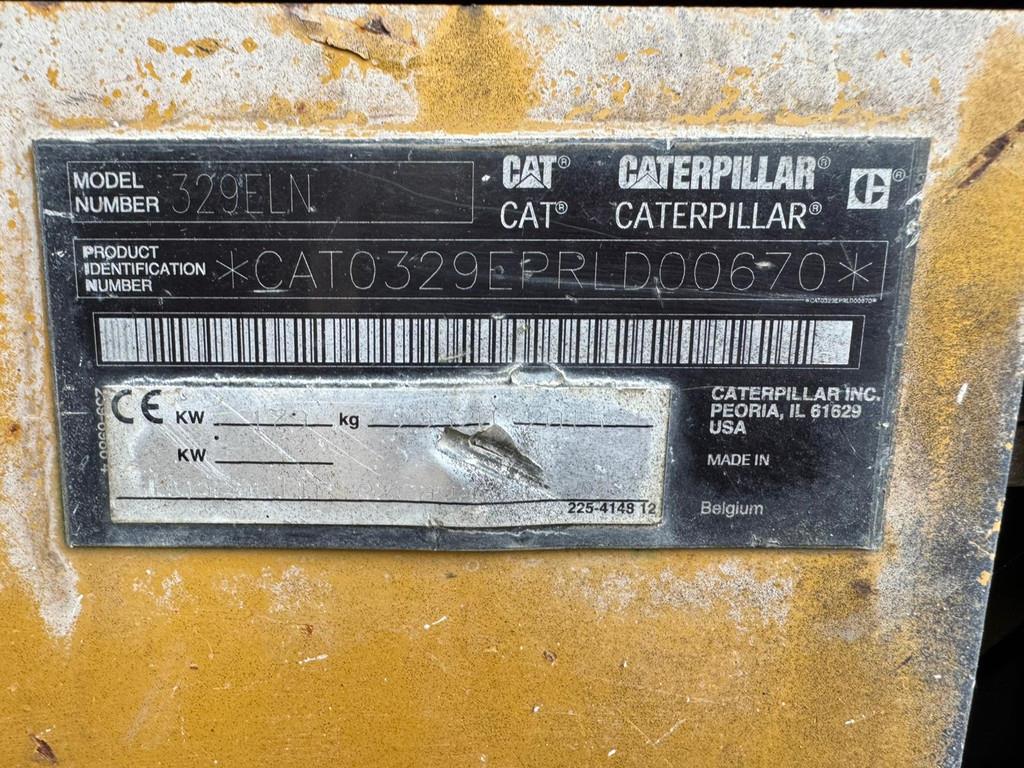 MODEL
NUMBER 329ELN
CAT® CATERPILLAR®
CAT® CATERPILLAR®
PRODUCT
IDENTIFICATION
NUMBER
*CAT0329EPRLD00670*
*CAT0329EPRLD00670*
CE KW kg
KW
225-4148 12
CATERPILLAR INC.
PEORIA, IL 61629
USA
MADE IN
Belgium